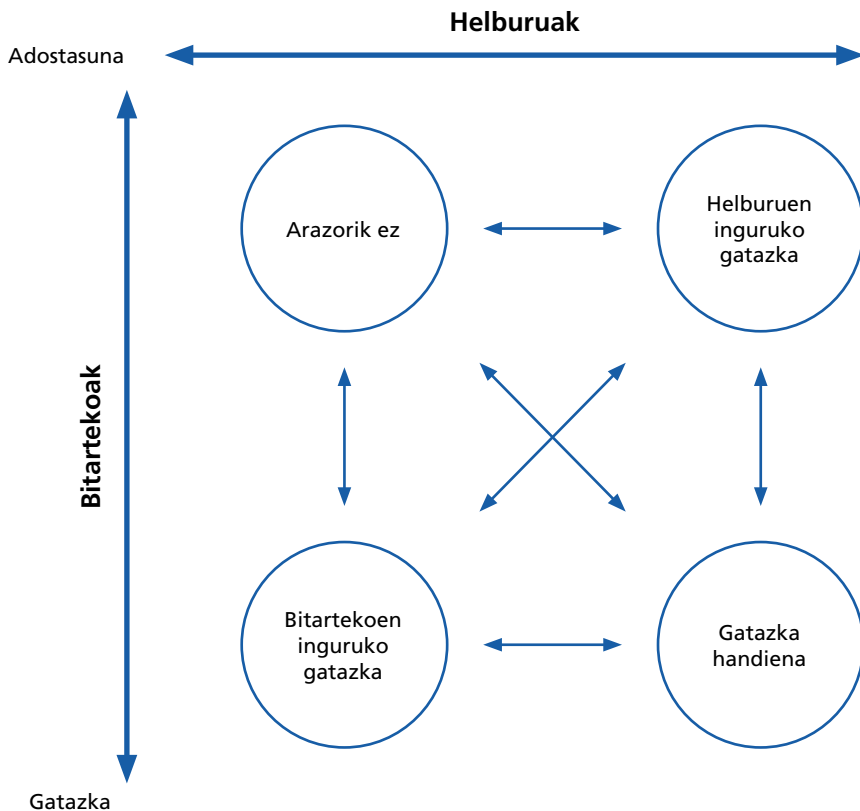 Helburuak
Adostasuna
Arazorik ez
Helburuen
inguruko
gatazka
Bitartekoak
Bitartekoen
inguruko
gatazka
Gatazka
handiena
Gatazka